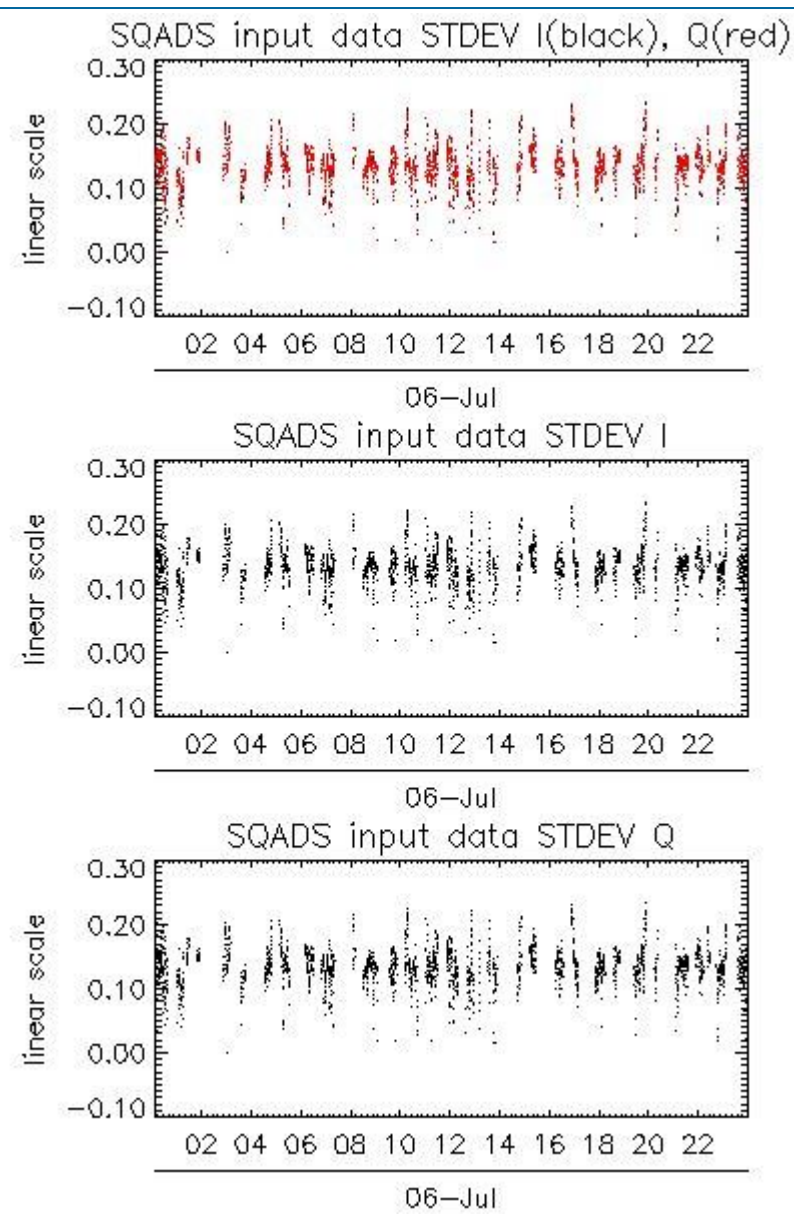 SQADS input data STDEV I(black), Q(red)
0.30
0.20
0.10
0.00
−0.10
linear scale
02 04 06 08 10 12 14 16 18 20 22
06−Jul
SQADS input data STDEV I
0.30
0.20
0.10
0.00
−0.10
linear scale
02 04 06 08 10 12 14 16 18 20 22
06−Jul
SQADS input data STDEV Q
0.30
0.20
0.10
0.00
−0.10
linear scale
02 04 06 08 10 12 14 16 18 20 22
06−Jul